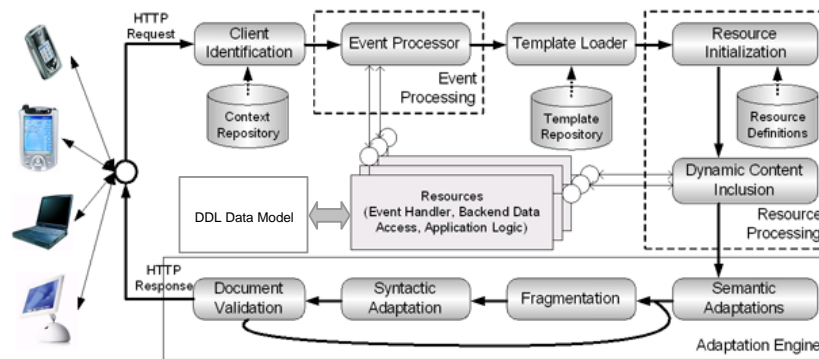 HTTP
Request
Client
Identification
Event Processor
Template Loader
Resource
Initialization
Event
Processing
Context
Repository
Template
Repository
Resource
Definitions
Dynamic Content
Inclusion
Resources
(Event Handler, Backend Data
Access, Application Logic)
DDL Data Model
Resource
Processing
HTTP
Response
Document
Validation
Syntactic
Adaptation
Fragmentation
Semantic
Adaptations
Adaptation Engine